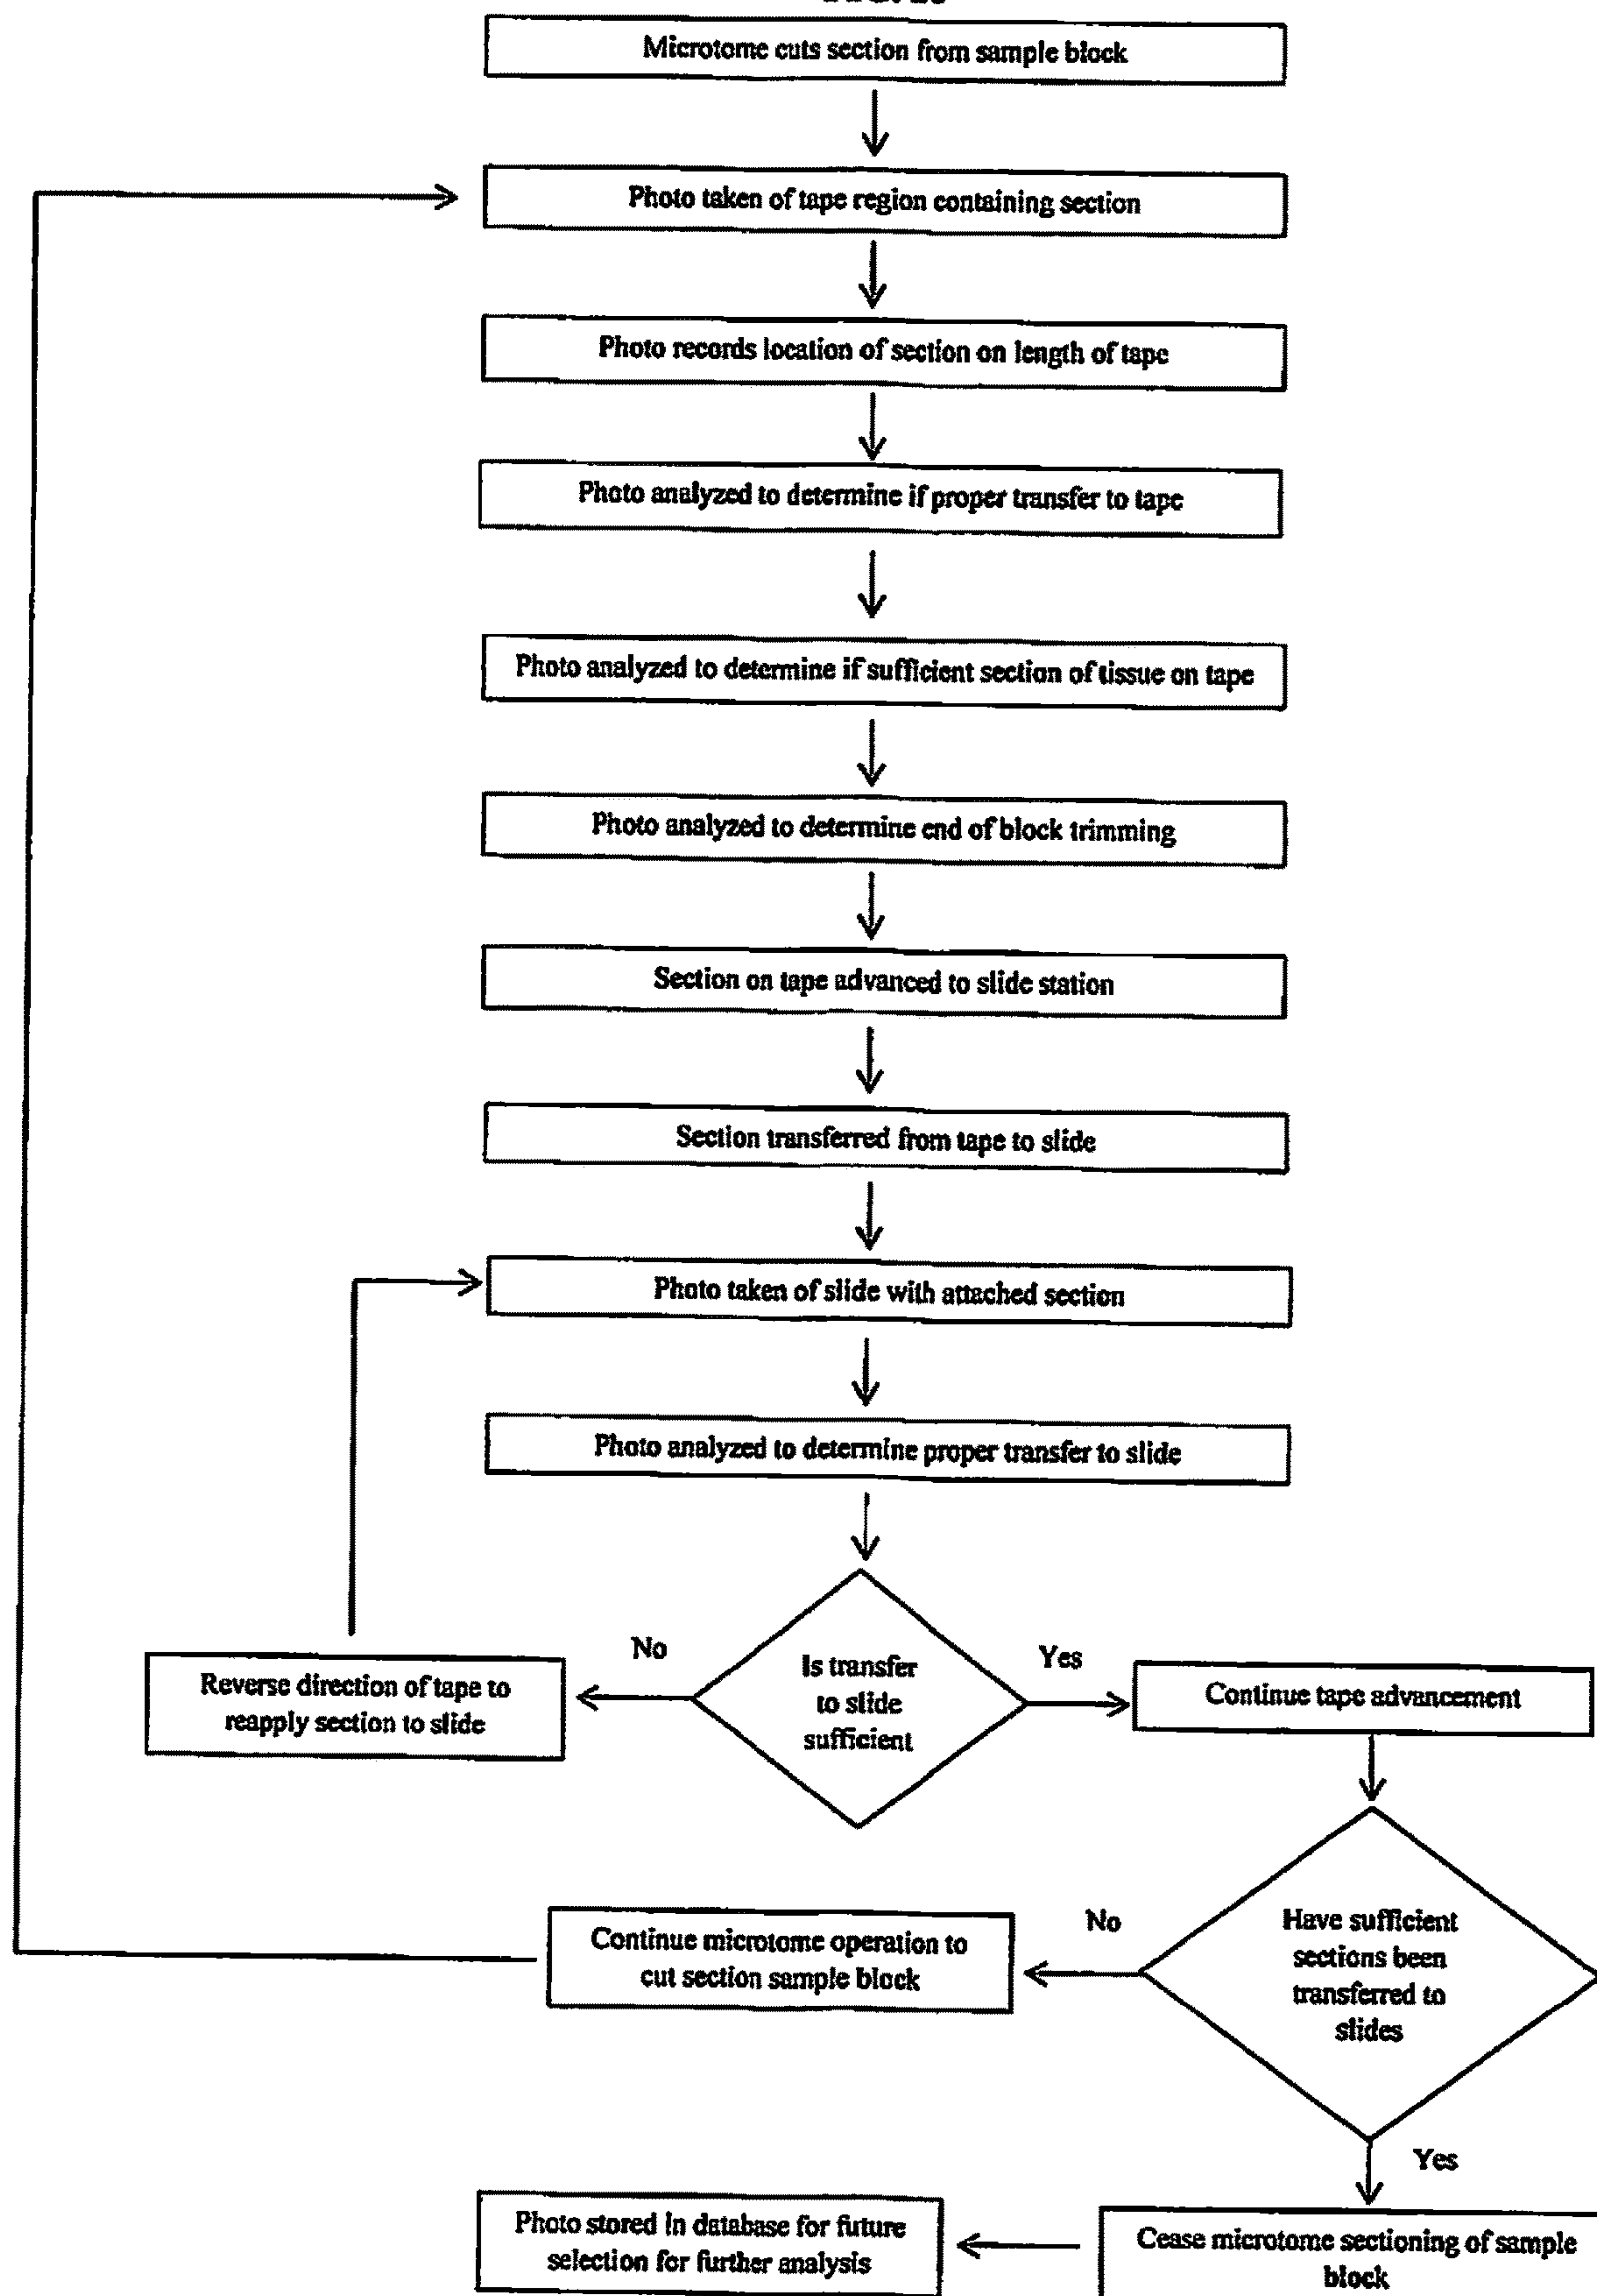 Microtome cuts section from sample block
Photo taken of tape region containing section
Photo records location of section on length of tape
Photo analyzed to determine if proper transfer to tape
Photo analyzed to determine if sufficient section of tissue on tape
Photo analyzed to determine end of block trimming
Section on tape advanced to slide station
Section transferred from tape to slide
Photo taken of slide with attached section
Photo analyzed to determine proper transfer to slide
No
Is transfer
to slide
sufficient
Yes
Reverse direction of tape to
reapply section to slide
Continue tape advancement
Continue microtome operation to
cut section sample block
No
Have sufficient
sections been
transferred to
slides
Yes
Photo stored in database for future
selection for further analysis
Cease microtome sectioning of sample
block